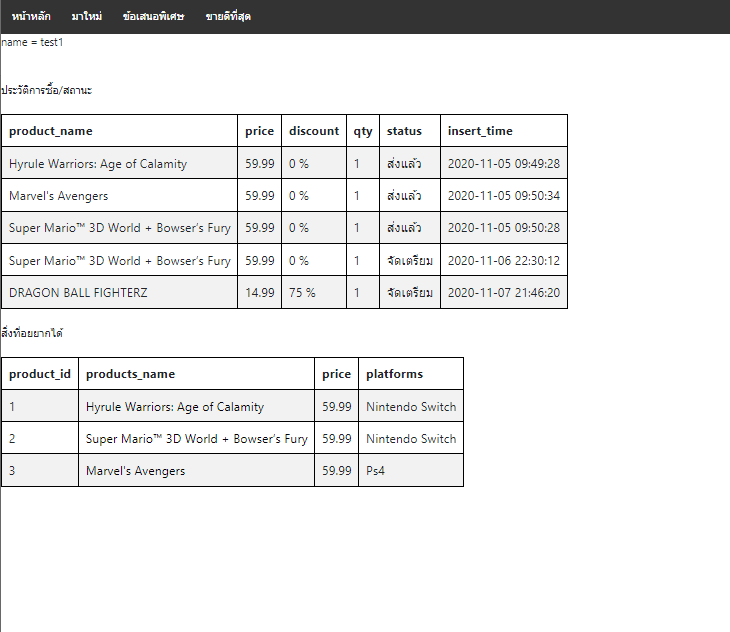 หน้าหลัก มาใหม่ ข้อเสนอพิเศษ ขายดีที่สุด
name = test1
ประวัติการซื้อ/สถานะ
product_name price discount qty status insert_time
Hyrule Warriors: Age of Calamity 59.99 0 % 1 ส่งแล้ว 2020-11-05 09:49:28
Marvel's Avengers 59.99 0 % 1 ส่งแล้ว 2020-11-05 09:50:34
Super Mario™ 3D World + Bowser's Fury 59.99 0 % 1 ส่งแล้ว 2020-11-05 09:50:28
Super Mario™ 3D World + Bowser's Fury 59.99 0 % 1 จัดเตรียม 2020-11-06 22:30:12
DRAGON BALL FIGHTERZ 14.99 75 % 1 จัดเตรียม 2020-11-07 21:46:20
สิ่งที่อยยากได้
product_id products_name price platforms
1 Hyrule Warriors: Age of Calamity 59.99 Nintendo Switch
2 Super Mario™ 3D World + Bowser's Fury 59.99 Nintendo Switch
3 Marvel's Avengers 59.99 Ps4